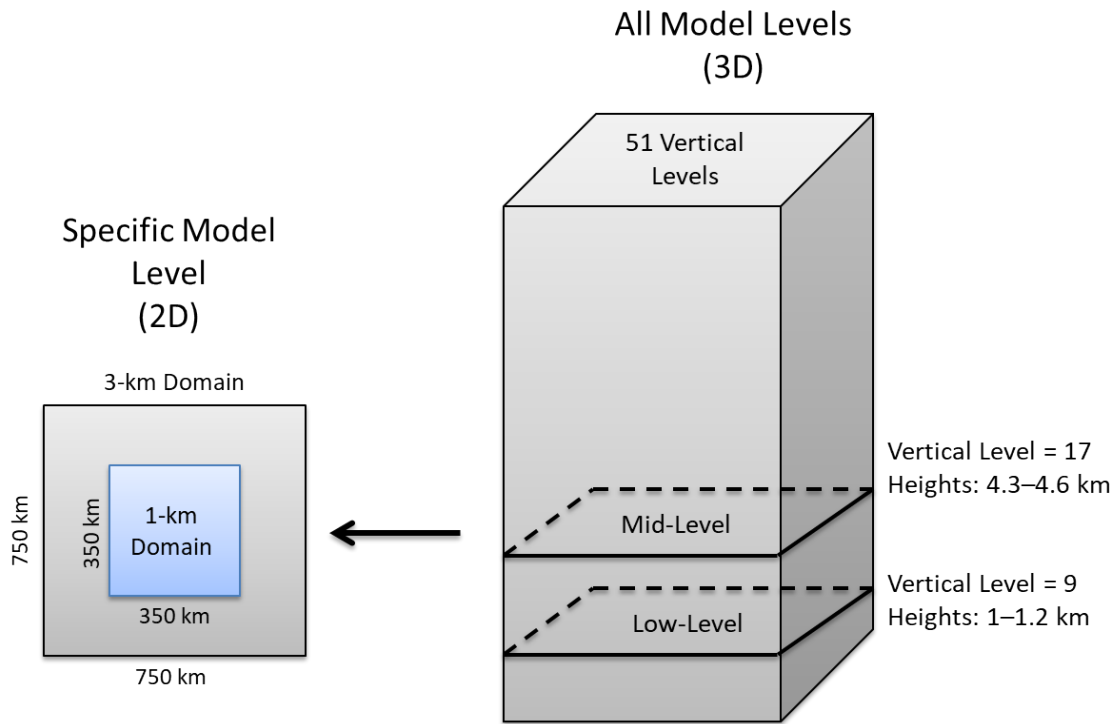 All Model Levels
(3D)
51 Vertical
Levels
Specific Model
Level
(2D)
3-km Domain
750 km
350 km
1-km
Domain
350 km
750 km
Vertical Level = 17
Heights: 4.3–4.6 km
Mid-Level
Vertical Level = 9
Heights: 1–1.2 km
Low-Level